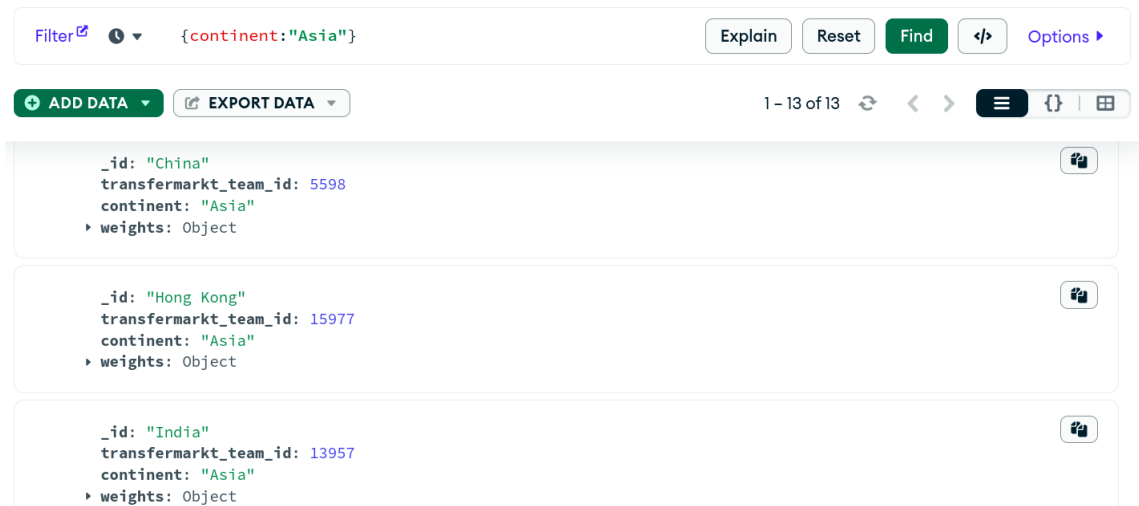 Filter {continent:"Asia"} Explain Reset Find </> Options
ADD DATA EXPORT DATA 1 – 13 of 13 {}
_id: "China"
transfermarkt_team_id: 5598
continent: "Asia"
weights: Object
_id: "Hong Kong"
transfermarkt_team_id: 15977
continent: "Asia"
weights: Object
_id: "India"
transfermarkt_team_id: 13957
continent: "Asia"
weights: Object